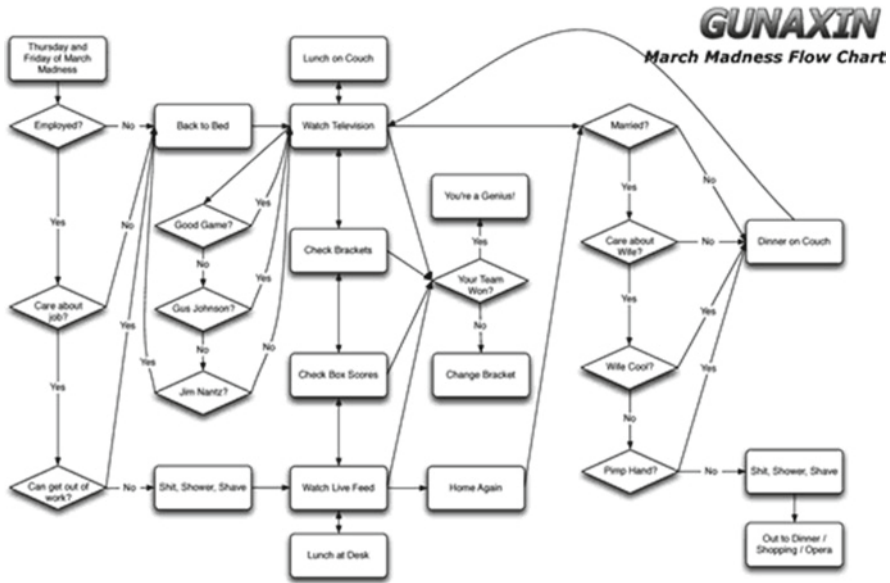 GUNAXIN
March Madness Flow Chart
Thursday and
Friday of March
Madness
Lunch on Couch
Employed?
No
Back to Bed
Watch Television
Married?
Yes
No
You're a Genius!
Yes
No
Good Game?
Yes
Yes
Care about
Wife?
No
Dinner on Couch
Check Brackets
No
Your Team
Won?
Care about
job?
Yes
Gus Johnson?
Yes
No
Yes
Yes
No
No
Yes
Check Box Scores
Change Bracket
Wife Cool?
Yes
Yes
Jim Nantz?
No
Can get out of
work?
No
Shit, Shower, Shave
Watch Live Feed
Home Again
Pimp Hand?
No
Shit, Shower, Shave
Lunch at Desk
Out to Dinner /
Shopping / Opera